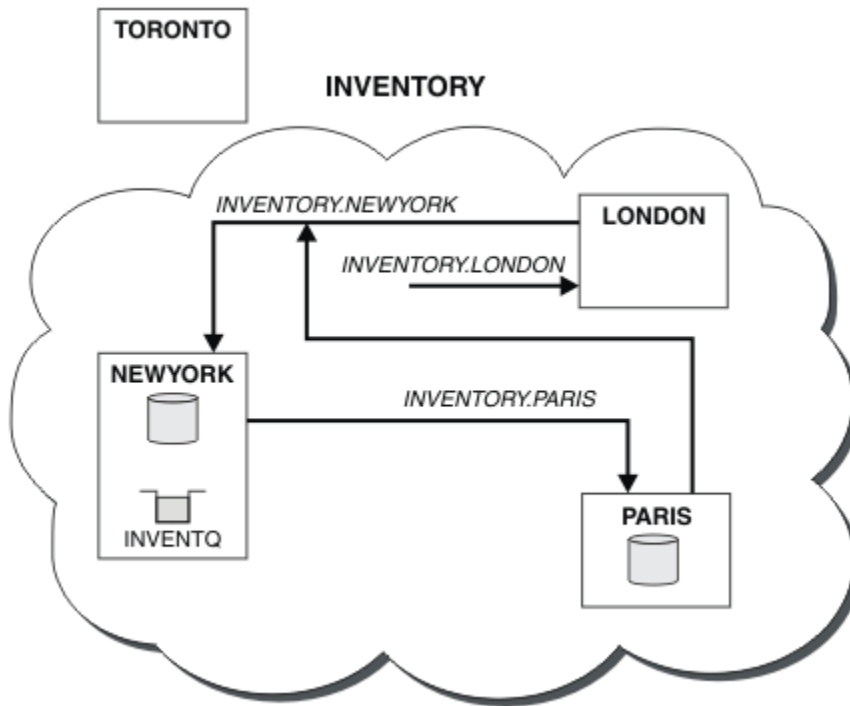 TORONTO
INVENTORY
INVENTORY.NEWYORK
LONDON
INVENTORY.LONDON
NEWYORK
INVENTORY.PARIS
PARIS
INVENTQ